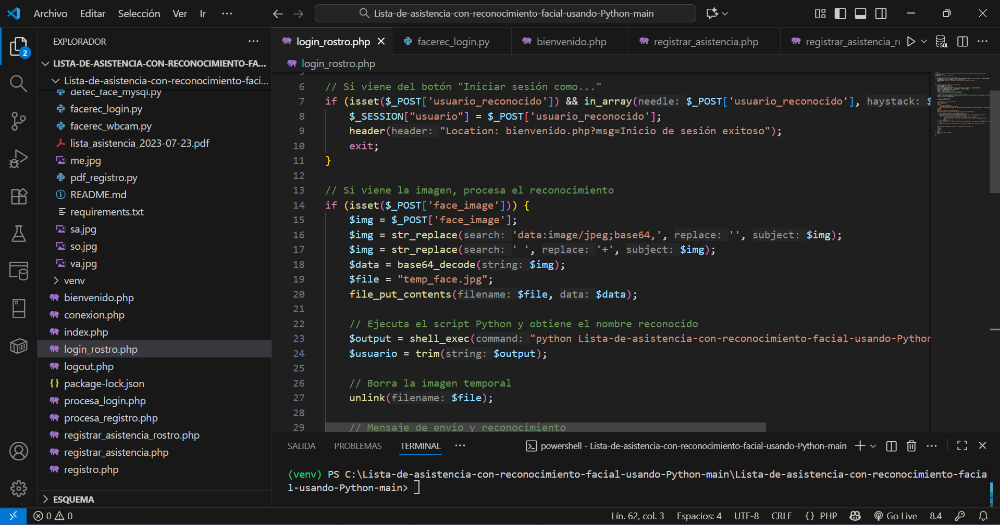 Archivo Editar Selección Ver Ir ··· Lista-de-asistencia-con-reconocimiento-facial-usando-Python-main
EXPLORADOR ···
2
LISTA-DE-ASISTENCIA-CON-RECONOCIMIENTO-FA...
Lista-de-asistencia-con-reconocimiento-faci...
detec_face_mysql.py
facerec_login.py
facerec_wbcam.py
lista_asistencia_2023-07-23.pdf
me.jpg
pdf_registro.py
README.md
requirements.txt
sa.jpg
so.jpg
va.jpg
venv
bienvenido.php
conexion.php
index.php
login_rostro.php
logout.php
package-lock.json
procesa_login.php
procesa_registro.php
registrar_asistencia_rostro.php
registrar_asistencia.php
registro.php
ESQUEMA
login_rostro.php facerec_login.py bienvenido.php registrar_asistencia.php registrar_asistencia_r SQL ···
login_rostro.php
6 // Si viene del botón "Iniciar sesión como..."
7 if (isset($_POST['usuario_reconocido']) && in_array(needle: $_POST['usuario_reconocido'], haystack: $
8 $_SESSION["usuario"] = $_POST['usuario_reconocido'];
9 header(header: "Location: bienvenido.php?msg=Inicio de sesión exitoso");
10 exit;
11 }
12
13 // Si viene la imagen, procesa el reconocimiento
14 if (isset($_POST['face_image'])) {
15 $img = $_POST['face_image'];
16 $img = str_replace(search: 'data:image/jpeg;base64,', replace: '', subject: $img);
17 $img = str_replace(search: ' ', replace: '+', subject: $img);
18 $data = base64_decode(string: $img);
19 $file = "temp_face.jpg";
20 file_put_contents(filename: $file, data: $data);
21
22 // Ejecuta el script Python y obtiene el nombre reconocido
23 $output = shell_exec(command: "python Lista-de-asistencia-con-reconocimiento-facial-usando-Python
24 $usuario = trim(string: $output);
25
26 // Borra la imagen temporal
27 unlink(filename: $file);
28
29 // Mensaje de envío y reconocimiento
SALIDA PROBLEMAS TERMINAL ··· powershell - Lista-de-asistencia-con-reconocimiento-facial-usando-Python-main ···
(venv) PS C:\Lista-de-asistencia-con-reconocimiento-facial-usando-Python-main\Lista-de-asistencia-con-reconocimiento-facia
l-usando-Python-main>
0 0 Lín. 62, col. 3 Espacios: 4 UTF-8 CRLF {} PHP Go Live 8.4